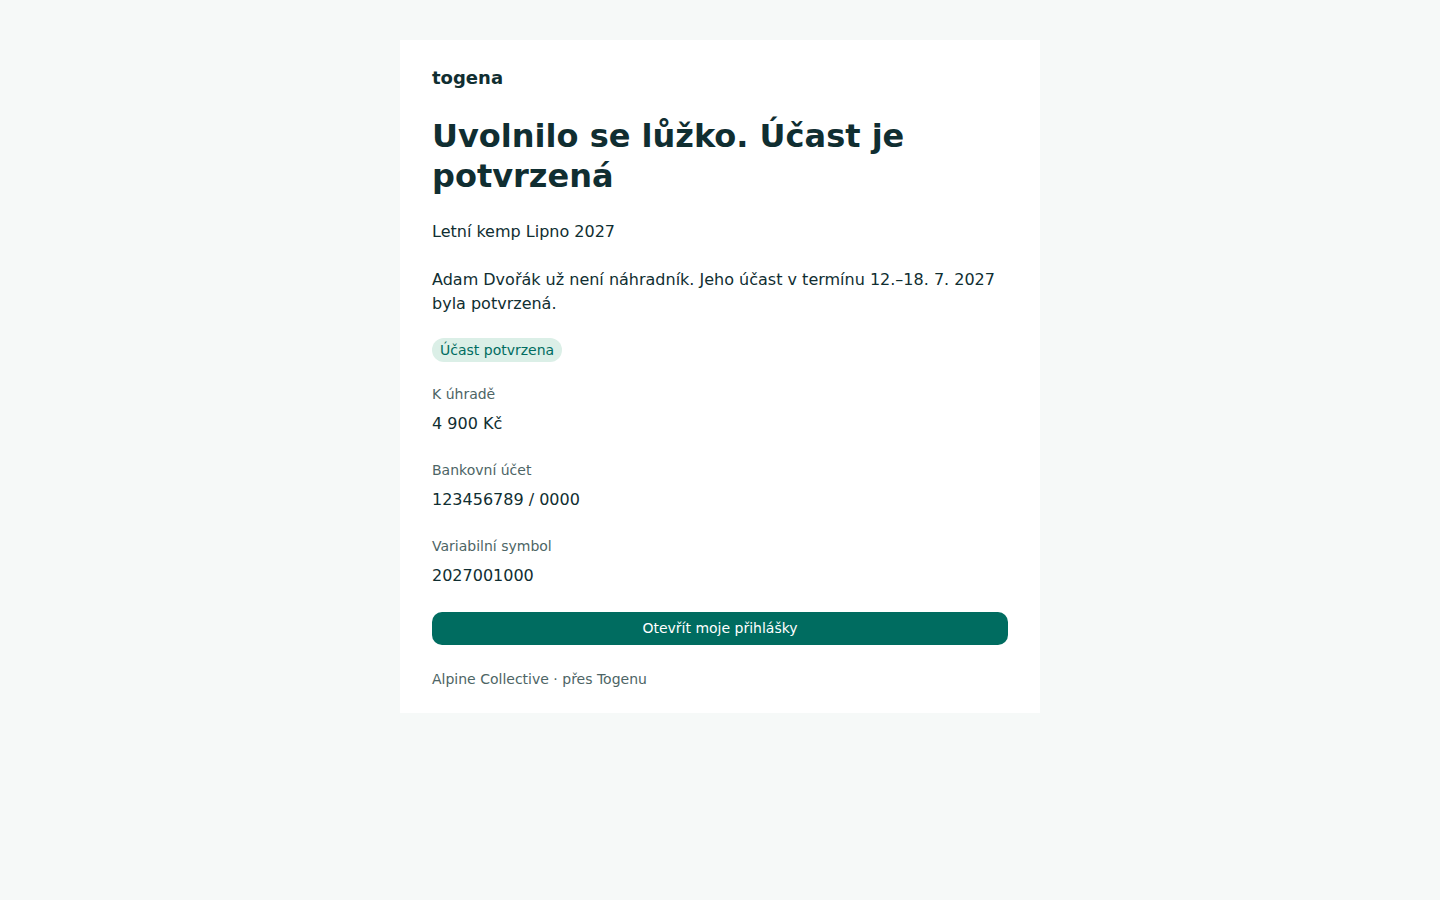 togena
Uvolnilo se lůžko. Účast je
potvrzená
Letní kemp Lipno 2027
Adam Dvořák už není náhradník. Jeho účast v termínu 12.–18. 7. 2027
byla potvrzená.
Účast potvrzena
K úhradě
4 900 Kč
Bankovní účet
123456789 / 0000
Variabilní symbol
2027001000
Otevřít moje přihlášky
Alpine Collective · přes Togenu